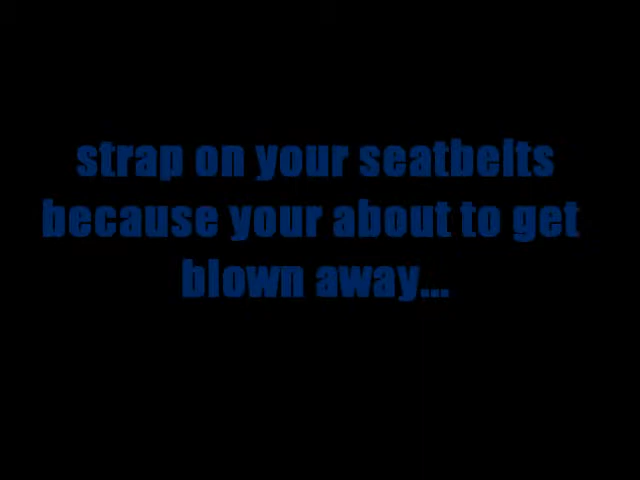 strap on your seatbelts
because your about to get
blown away...